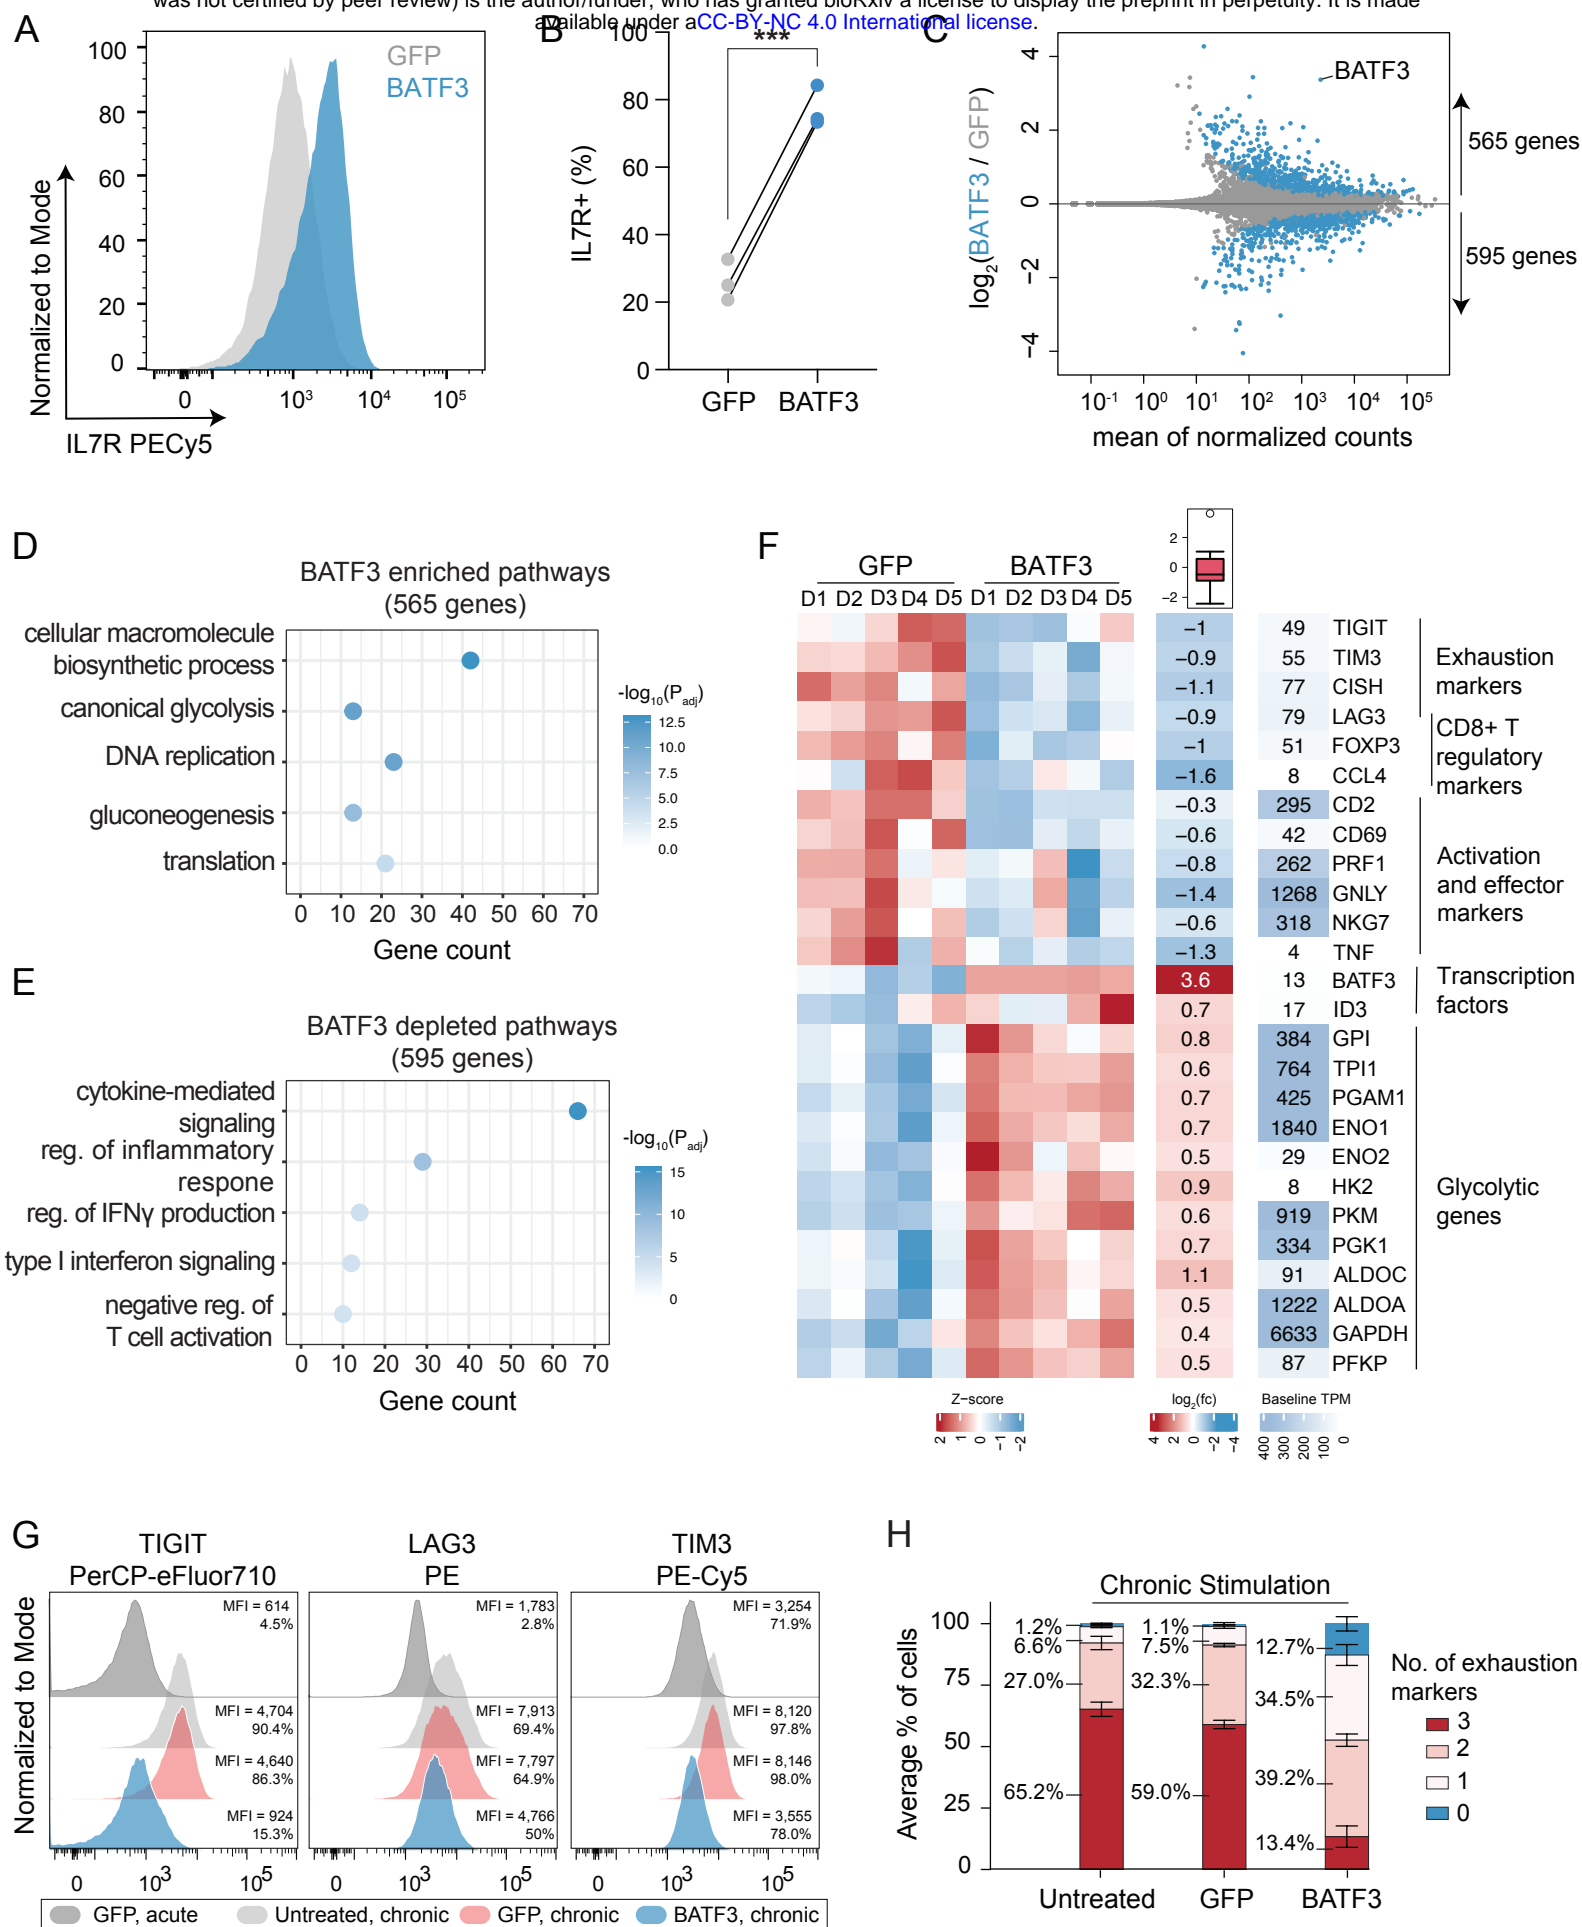 was not certified by peer review) is the author/funder, who has granted bioRxiv a license to display the preprint in perpetuity. It is made
available under aCC-BY-NC 4.0 International license.
A
GFP
BATF3
100
80
60
40
20
0
Normalized to Mode
0 10³ 10⁴ 10⁵
IL7R PECy5
B
***
100
80
60
40
20
0
IL7R+ (%)
GFP BATF3
C
BATF3
4
2
0
−2
−4
log₂(BATF3 / GFP)
565 genes
595 genes
10⁻¹ 10⁰ 10¹ 10² 10³ 10⁴ 10⁵
mean of normalized counts
D
BATF3 enriched pathways
(565 genes)
cellular macromolecule
biosynthetic process
canonical glycolysis
DNA replication
gluconeogenesis
translation
0 10 20 30 40 50 60 70
Gene count
-log₁₀(Padj)
12.5
10.0
7.5
5.0
2.5
0.0
E
BATF3 depleted pathways
(595 genes)
cytokine-mediated
signaling
reg. of inflammatory
respone
reg. of IFNγ production
type I interferon signaling
negative reg. of
T cell activation
0 10 20 30 40 50 60 70
Gene count
-log₁₀(Padj)
15
10
5
0
F
2
0
−2
GFP BATF3
D1 D2 D3 D4 D5 D1 D2 D3 D4 D5
−1 49 TIGIT
−0.9 55 TIM3
−1.1 77 CISH
−0.9 79 LAG3
−1 51 FOXP3
−1.6 8 CCL4
−0.3 295 CD2
−0.6 42 CD69
−0.8 262 PRF1
−1.4 1268 GNLY
−0.6 318 NKG7
−1.3 4 TNF
3.6 13 BATF3
0.7 17 ID3
0.8 384 GPI
0.6 764 TPI1
0.7 425 PGAM1
0.7 1840 ENO1
0.5 29 ENO2
0.9 8 HK2
0.6 919 PKM
0.7 334 PGK1
1.1 91 ALDOC
0.5 1222 ALDOA
0.4 6633 GAPDH
0.5 87 PFKP
Exhaustion
markers
CD8+ T
regulatory
markers
Activation
and effector
markers
Transcription
factors
Glycolytic
genes
Z−score
2 1 0 −1 −2
log₂(fc)
4 2 0 −2 −4
Baseline TPM
400 300 200 100 0
G
TIGIT
PerCP-eFluor710
LAG3
PE
TIM3
PE-Cy5
Normalized to Mode
MFI = 614
4.5%
MFI = 4,704
90.4%
MFI = 4,640
86.3%
MFI = 924
15.3%
MFI = 1,783
2.8%
MFI = 7,913
69.4%
MFI = 7,797
64.9%
MFI = 4,766
50%
MFI = 3,254
71.9%
MFI = 8,120
97.8%
MFI = 8,146
98.0%
MFI = 3,555
78.0%
0 10³ 10⁵ 0 10³ 10⁵ 0 10³ 10⁵
GFP, acute Untreated, chronic GFP, chronic BATF3, chronic
H
Chronic Stimulation
100
75
50
25
0
Average % of cells
1.2%
6.6%
27.0%
65.2%
1.1%
7.5%
32.3%
59.0%
12.7%
34.5%
39.2%
13.4%
Untreated GFP BATF3
No. of exhaustion
markers
3
2
1
0